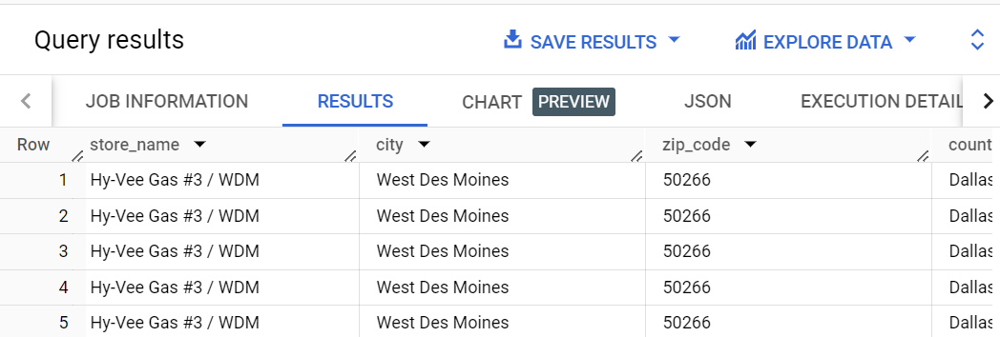 Query results SAVE RESULTS EXPLORE DATA
JOB INFORMATION RESULTS CHART PREVIEW JSON EXECUTION DETAIL
Row store_name city zip_code count
1 Hy-Vee Gas #3 / WDM West Des Moines 50266 Dallas
2 Hy-Vee Gas #3 / WDM West Des Moines 50266 Dallas
3 Hy-Vee Gas #3 / WDM West Des Moines 50266 Dallas
4 Hy-Vee Gas #3 / WDM West Des Moines 50266 Dallas
5 Hy-Vee Gas #3 / WDM West Des Moines 50266 Dallas